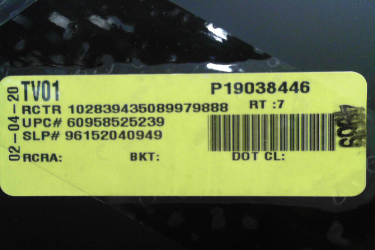 02-04-20
TV01 P19038446
RCTR 102839435089979888 RT :7
UPC# 60958525239
SLP# 96152040949
RCRA: BKT: DOT CL: